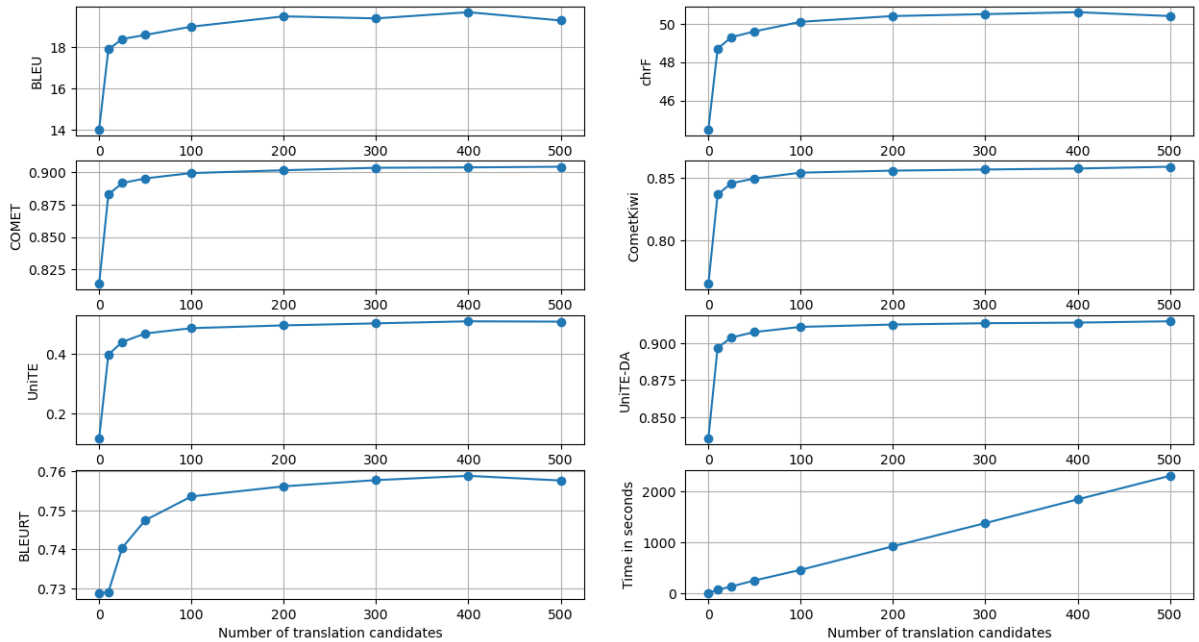 BLEU
18
16
14
0 100 200 300 400 500
chrF
50
48
46
0 100 200 300 400 500
COMET
0.900
0.875
0.850
0.825
0 100 200 300 400 500
CometKiwi
0.85
0.80
0 100 200 300 400 500
UniTE
0.4
0.2
0 100 200 300 400 500
UniTE-DA
0.900
0.875
0.850
0 100 200 300 400 500
BLEURT
0.76
0.75
0.74
0.73
0 100 200 300 400 500
Number of translation candidates
Time in seconds
2000
1000
0
0 100 200 300 400 500
Number of translation candidates